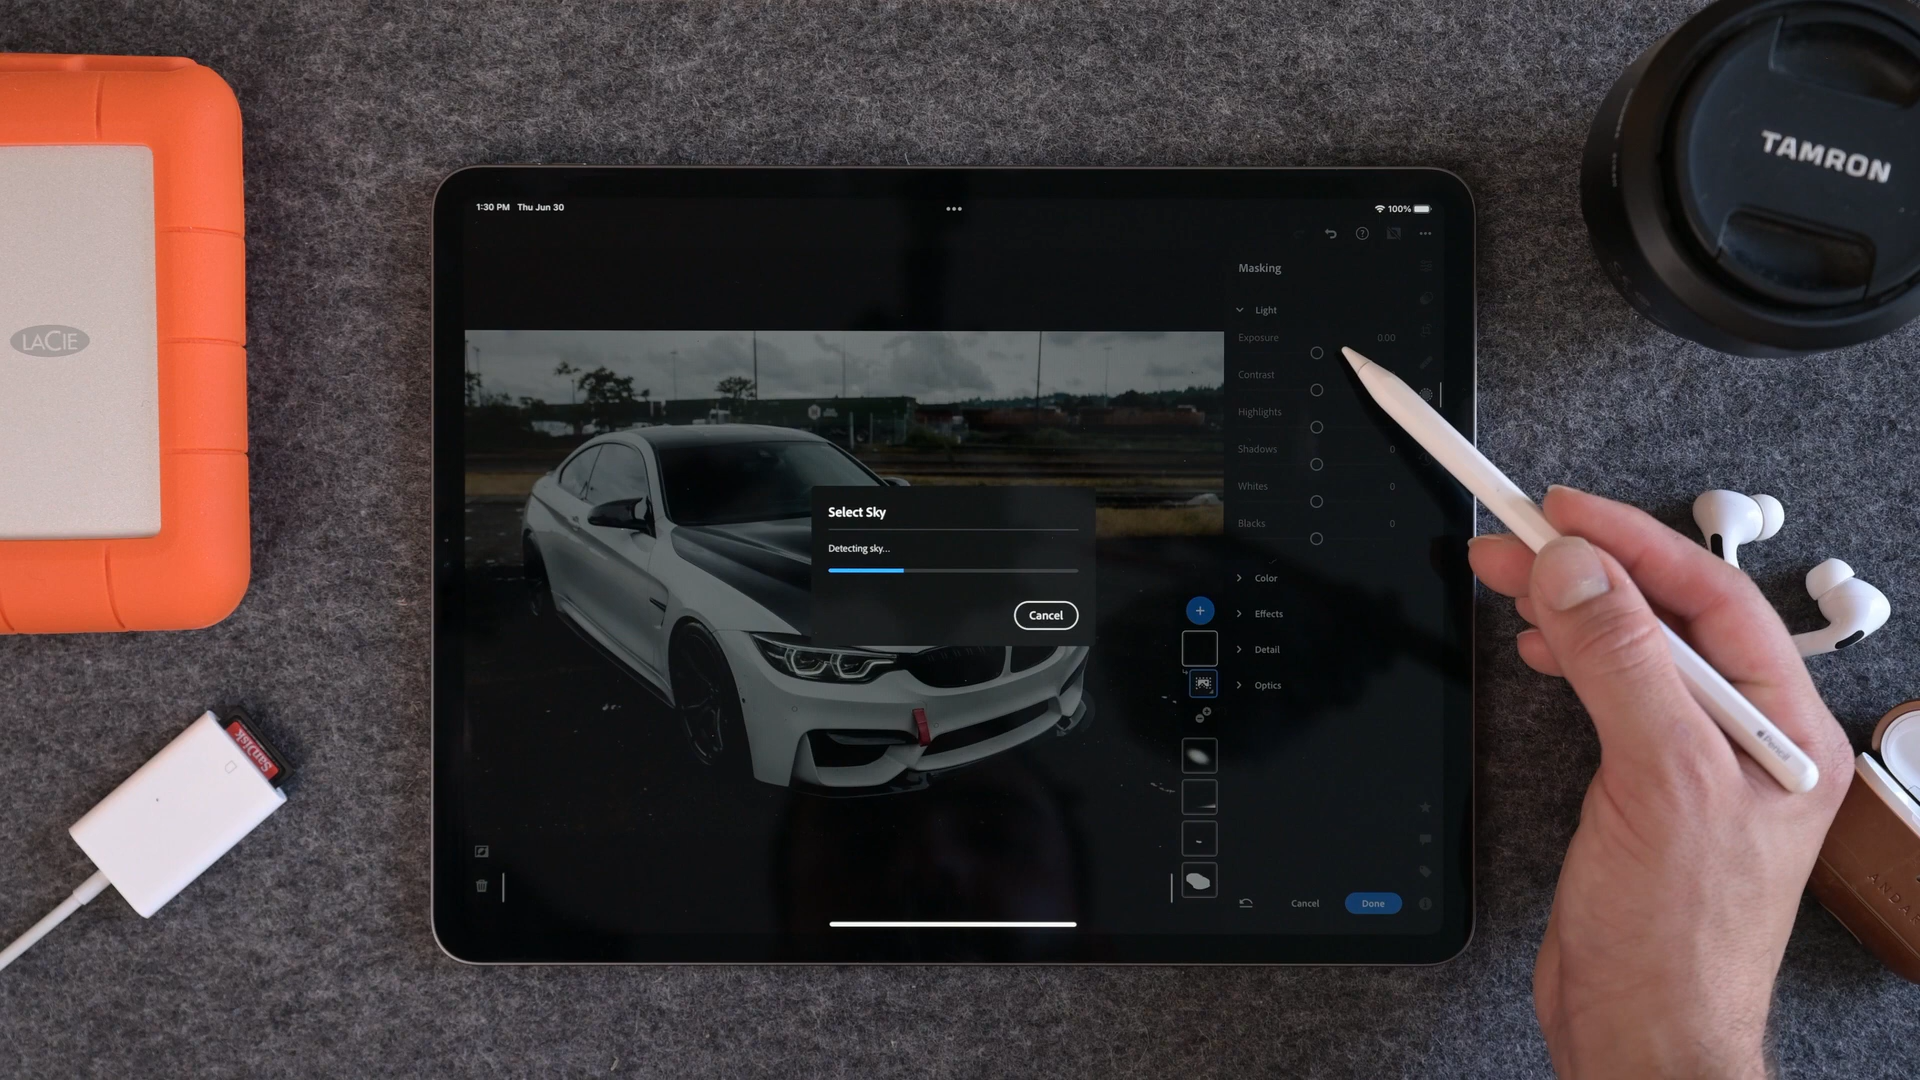 LACIE
TAMRON
1:30 PM Thu Jun 30
100%
Masking
Light
Exposure 0.00
Contrast
Highlights
Shadows 0
Whites 0
Blacks 0
Select Sky
Detecting sky...
Cancel
Color
Effects
Detail
Optics
Cancel
Done
SanDisk
Pencil